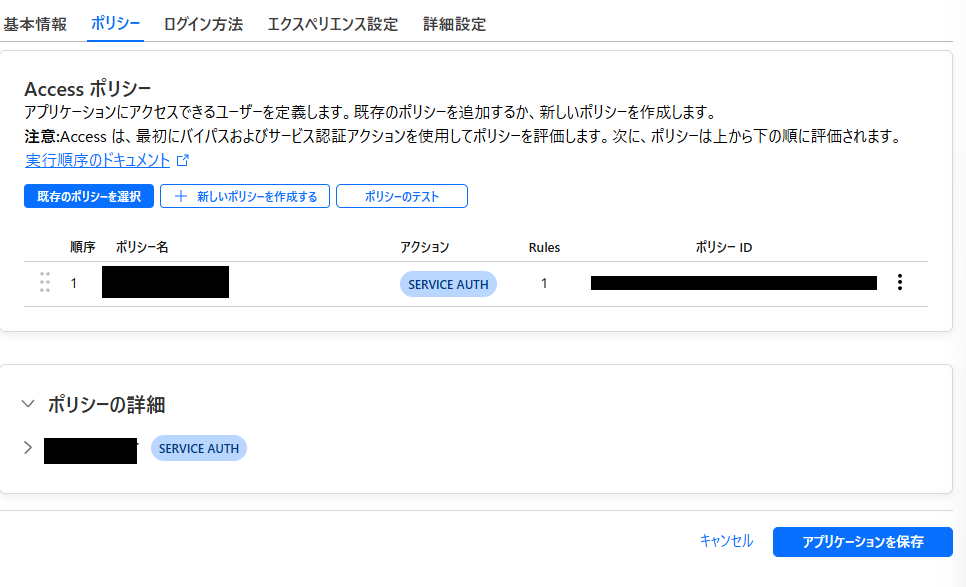 基本情報 ポリシー ログイン方法 エクスペリエンス設定 詳細設定
Access ポリシー
アプリケーションにアクセスできるユーザーを定義します。既存のポリシーを追加するか、新しいポリシーを作成します。
注意:Access は、最初にバイパスおよびサービス認証アクションを使用してポリシーを評価します。次に、ポリシーは上から下の順に評価されます。
実行順序のドキュメント
既存のポリシーを選択 + 新しいポリシーを作成する ポリシーのテスト
順序 ポリシー名 アクション Rules ポリシー ID
1 SERVICE AUTH 1
ポリシーの詳細
SERVICE AUTH
キャンセル アプリケーションを保存